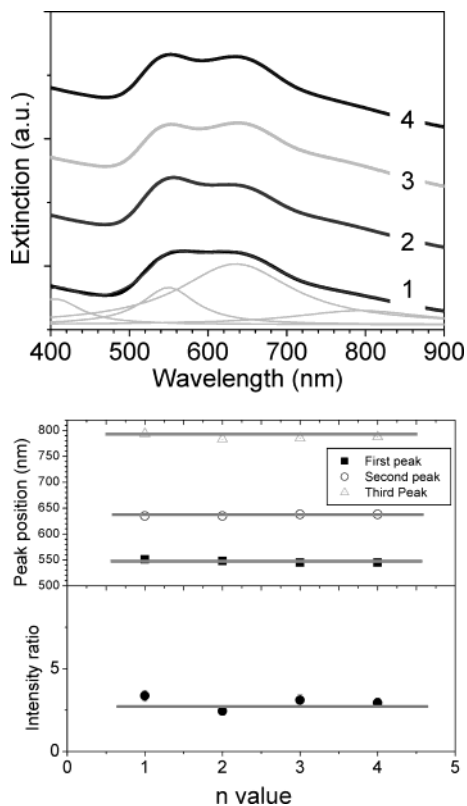 Extinction (a.u.)
4
3
2
1
400 500 600 700 800 900
Wavelength (nm)
Peak position (nm)
800
750
700
650
600
550
500
First peak
Second peak
Third Peak
Intensity ratio
5
0
0 1 2 3 4 5
n value